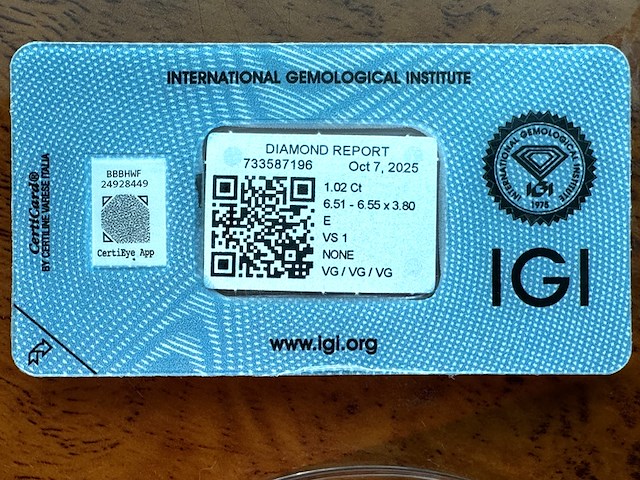 INTERNATIONAL GEMOLOGICAL INSTITUTE
DIAMOND REPORT
733587196 Oct 7, 2025
1.02 Ct
6.51 - 6.55 x 3.80
E
VS 1
NONE
VG / VG / VG
BBBHWF
24928449
CertiEye App
CertiCard®
BY CERTILINE VARESE ITALIA
INTERNATIONAL GEMOLOGICAL INSTITUTE
IGI
1975
IGI
www.igi.org